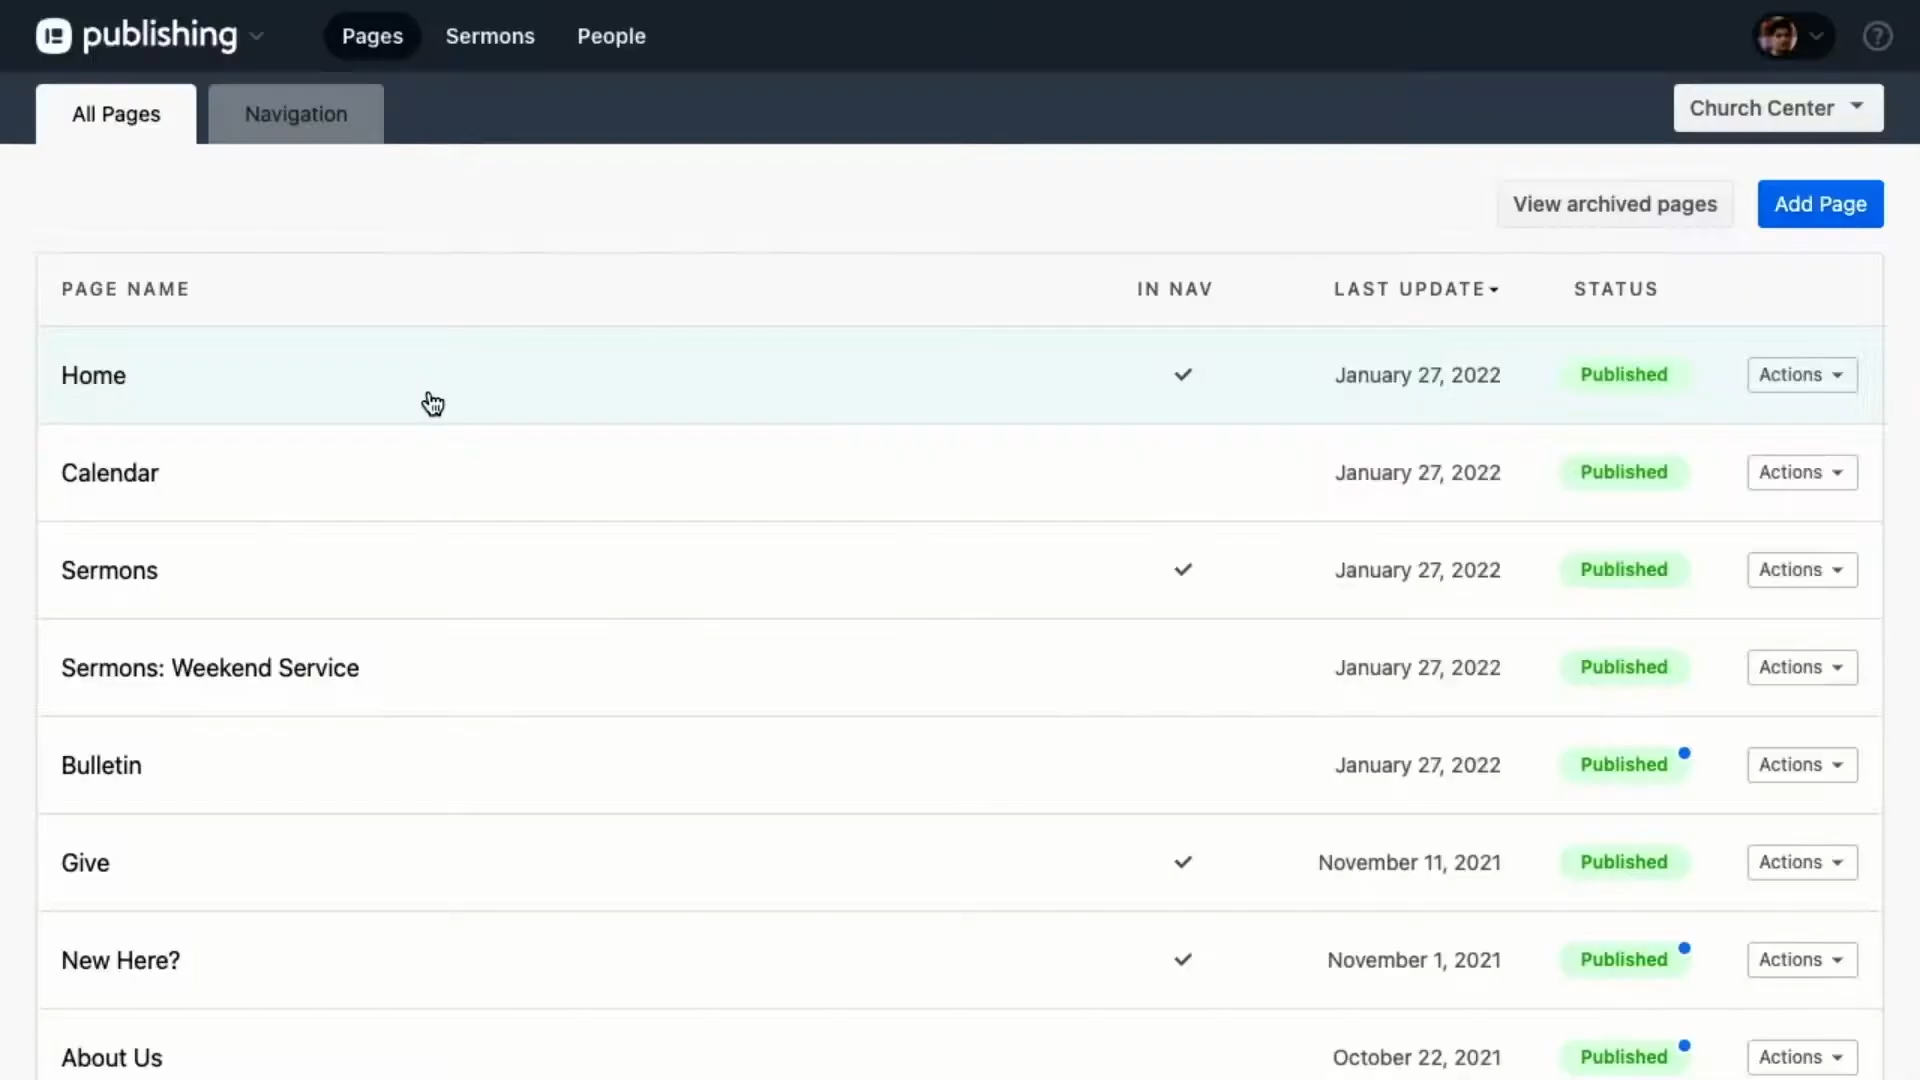 publishing
Pages
Sermons
People
?
All Pages
Navigation
Church Center
View archived pages
Add Page
PAGE NAME
IN NAV
LAST UPDATE
STATUS
Home
January 27, 2022
Published
Actions
Calendar
January 27, 2022
Published
Actions
Sermons
January 27, 2022
Published
Actions
Sermons: Weekend Service
January 27, 2022
Published
Actions
Bulletin
January 27, 2022
Published
Actions
Give
November 11, 2021
Published
Actions
New Here?
November 1, 2021
Published
Actions
About Us
October 22, 2021
Published
Actions